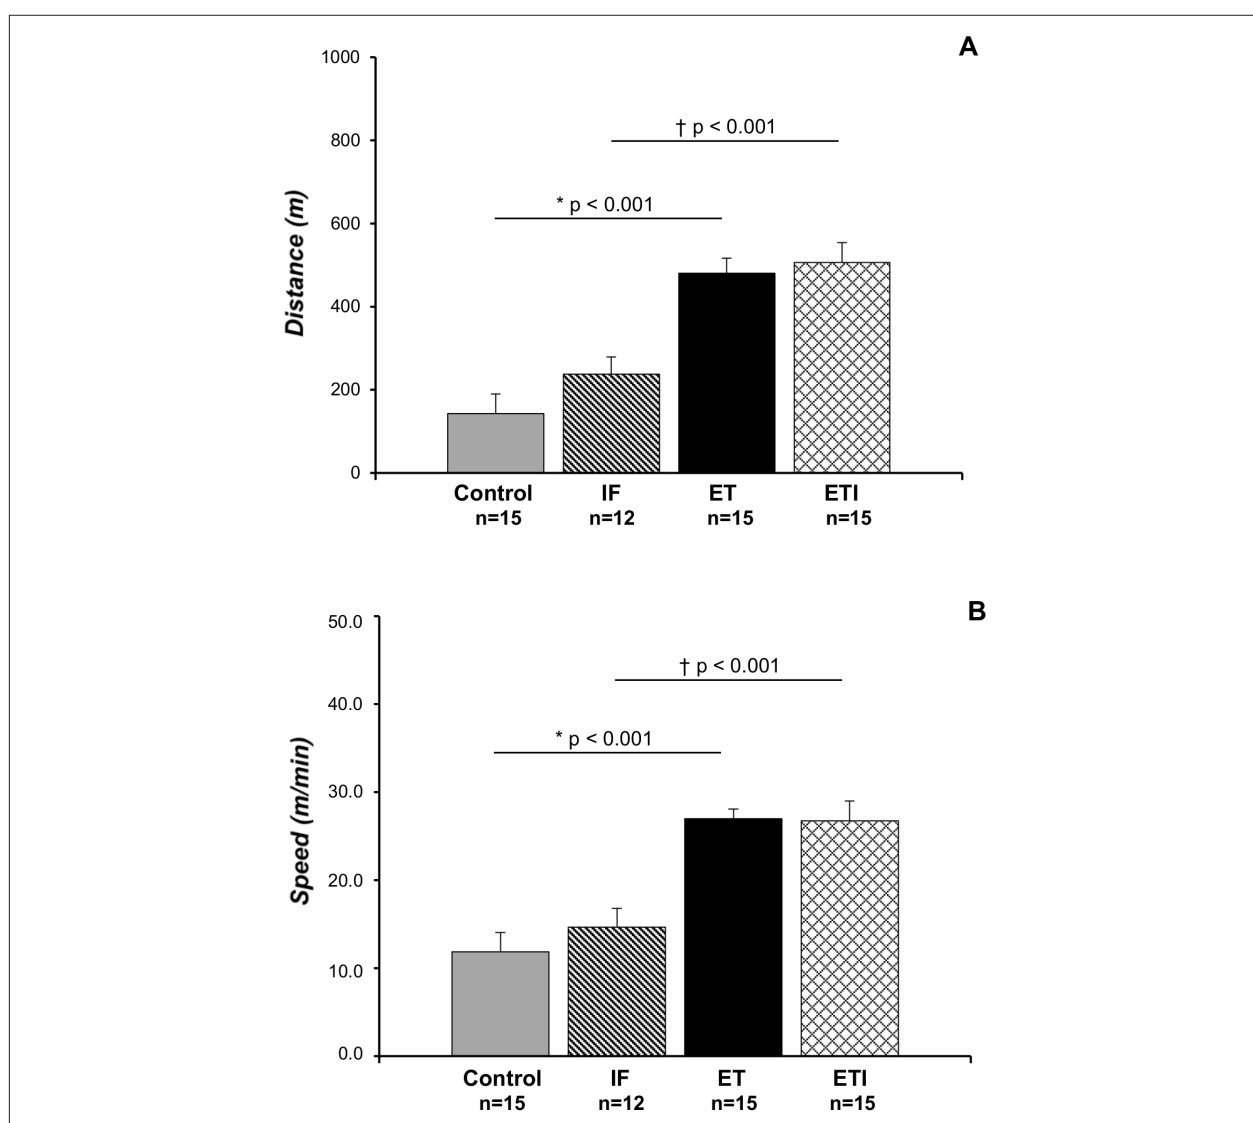 A
1000
800
600
400
200
0
Distance (m)
† p < 0.001
* p < 0.001
Control IF ET ETI
n=15 n=12 n=15 n=15
B
50.0
40.0
30.0
20.0
10.0
0.0
Speed (m/min)
† p < 0.001
* p < 0.001
Control IF ET ETI
n=15 n=12 n=15 n=15